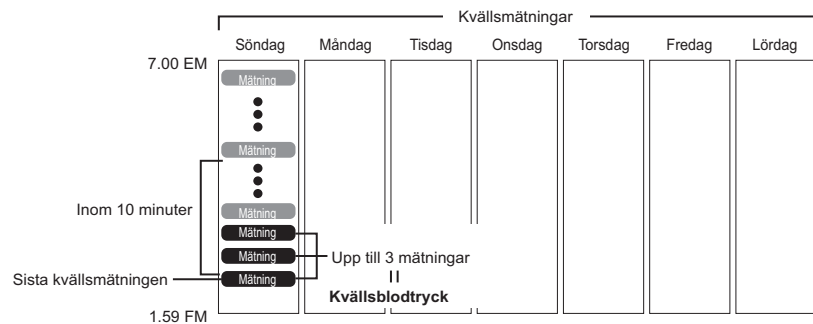 Kvällsmätningar
Söndag Måndag Tisdag Onsdag Torsdag Fredag Lördag
7.00 EM
Mätning
Mätning
Inom 10 minuter
Mätning
Mätning
Mätning Upp till 3 mätningar
Sista kvällsmätningen Mätning
Kvällsblodtryck
1.59 FM